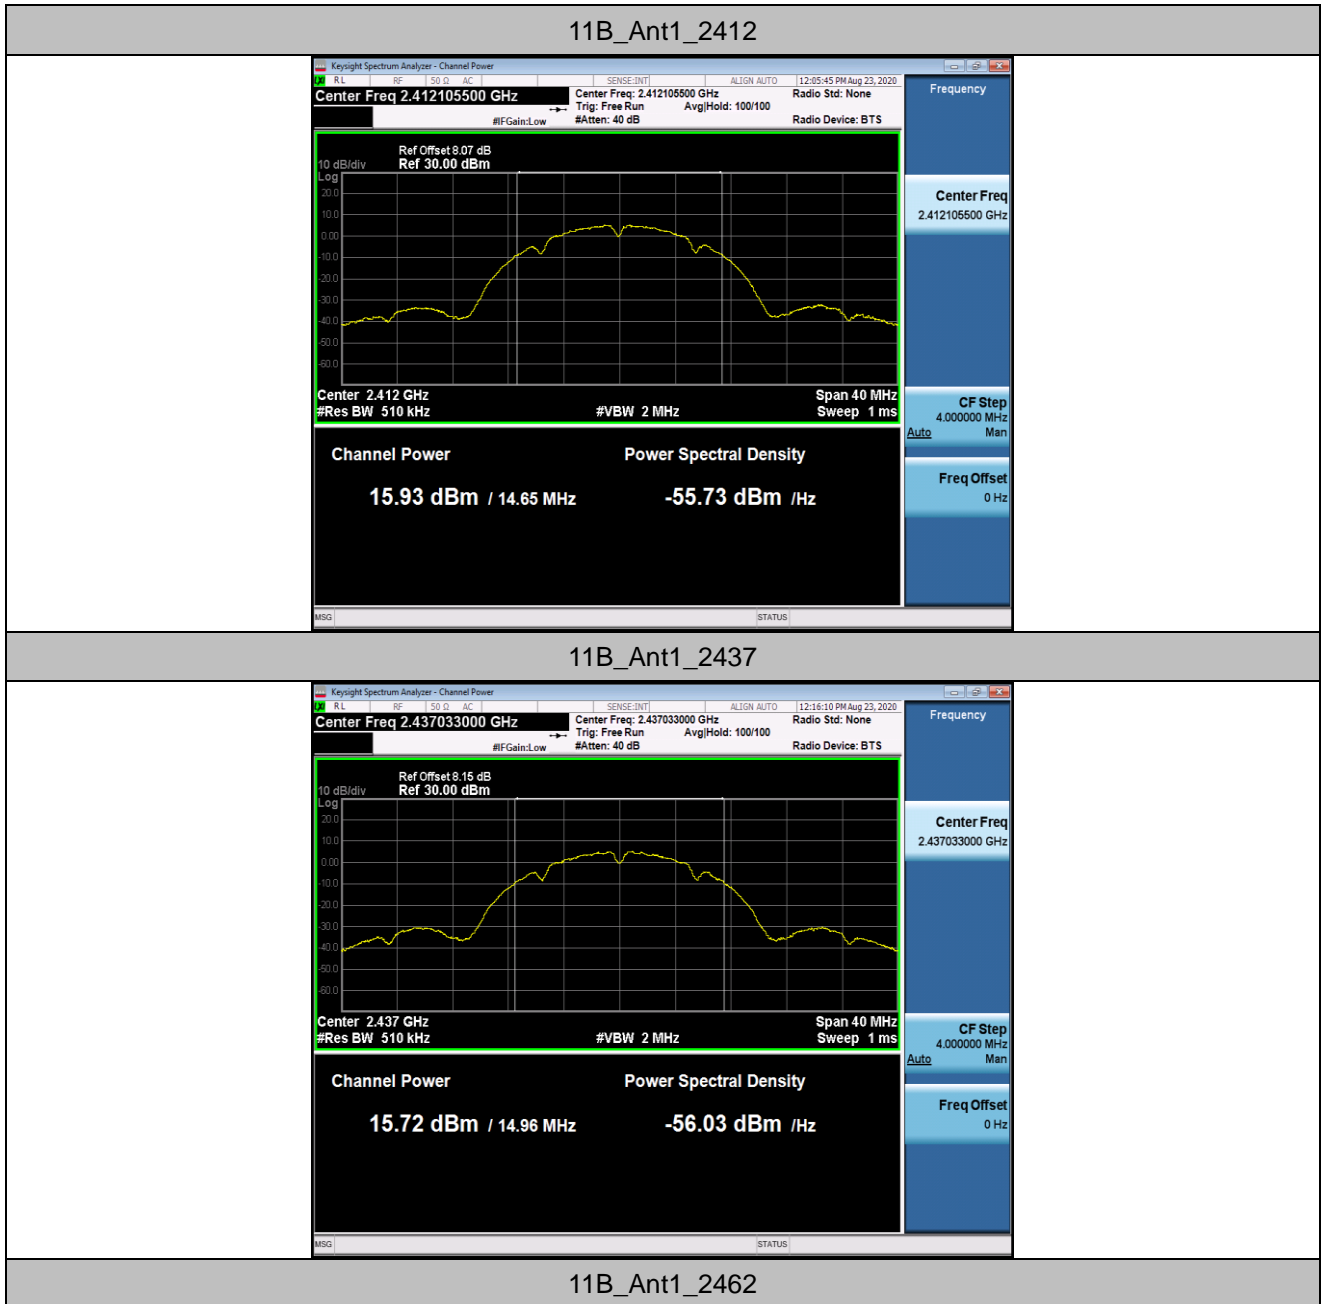 11B_Ant1_2412
Keysight Spectrum Analyzer - Channel Power
RL RF 50 Ω AC SENSE:INT ALIGN AUTO 12:05:45 PM Aug 23, 2020
Center Freq 2.412105500 GHz
Center Freq: 2.412105500 GHz Radio Std: None
Trig: Free Run Avg|Hold: 100/100
#IFGain:Low #Atten: 40 dB Radio Device: BTS
Frequency
Ref Offset 8.07 dB
10 dB/div Ref 30.00 dBm
Log
20.0
10.0
0.00
-10.0
-20.0
-30.0
-40.0
-50.0
-60.0
Center 2.412 GHz Span 40 MHz
#Res BW 510 kHz #VBW 2 MHz Sweep 1 ms
Channel Power Power Spectral Density
15.93 dBm / 14.65 MHz -55.73 dBm /Hz
Center Freq
2.412105500 GHz
CF Step
4.000000 MHz
Auto Man
Freq Offset
0 Hz
MSG STATUS
11B_Ant1_2437
Keysight Spectrum Analyzer - Channel Power
RL RF 50 Ω AC SENSE:INT ALIGN AUTO 12:16:10 PM Aug 23, 2020
Center Freq 2.437033000 GHz
Center Freq: 2.437033000 GHz Radio Std: None
Trig: Free Run Avg|Hold: 100/100
#IFGain:Low #Atten: 40 dB Radio Device: BTS
Frequency
Ref Offset 8.15 dB
10 dB/div Ref 30.00 dBm
Log
20.0
10.0
0.00
-10.0
-20.0
-30.0
-40.0
-50.0
-60.0
Center 2.437 GHz Span 40 MHz
#Res BW 510 kHz #VBW 2 MHz Sweep 1 ms
Channel Power Power Spectral Density
15.72 dBm / 14.96 MHz -56.03 dBm /Hz
Center Freq
2.437033000 GHz
CF Step
4.000000 MHz
Auto Man
Freq Offset
0 Hz
MSG STATUS
11B_Ant1_2462